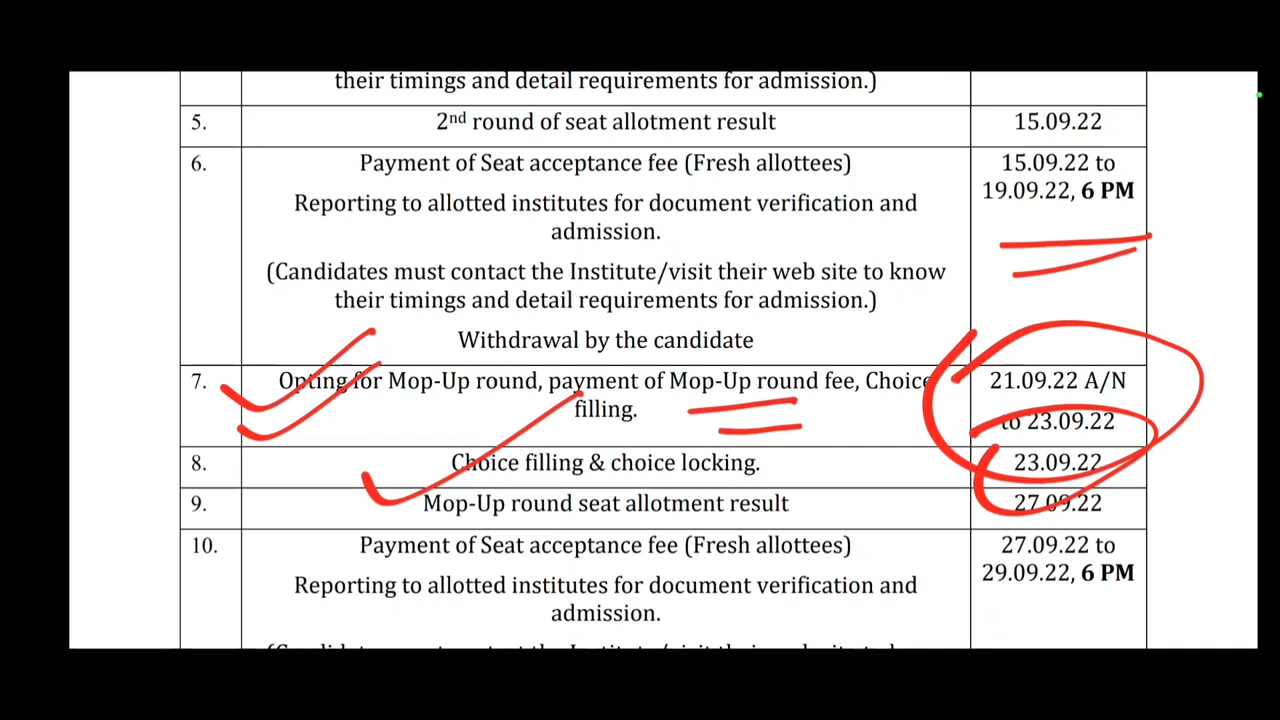 their timings and detail requirements for admission.)
5. 2nd round of seat allotment result 15.09.22
6. Payment of Seat acceptance fee (Fresh allottees) 15.09.22 to
19.09.22, 6 PM
Reporting to allotted institutes for document verification and
admission.
(Candidates must contact the Institute/visit their web site to know
their timings and detail requirements for admission.)
Withdrawal by the candidate
7. Opting for Mop-Up round, payment of Mop-Up round fee, Choice 21.09.22 A/N
filling. to 23.09.22
8. Choice filling & choice locking. 23.09.22
9. Mop-Up round seat allotment result 27.09.22
10. Payment of Seat acceptance fee (Fresh allottees) 27.09.22 to
29.09.22, 6 PM
Reporting to allotted institutes for document verification and
admission.